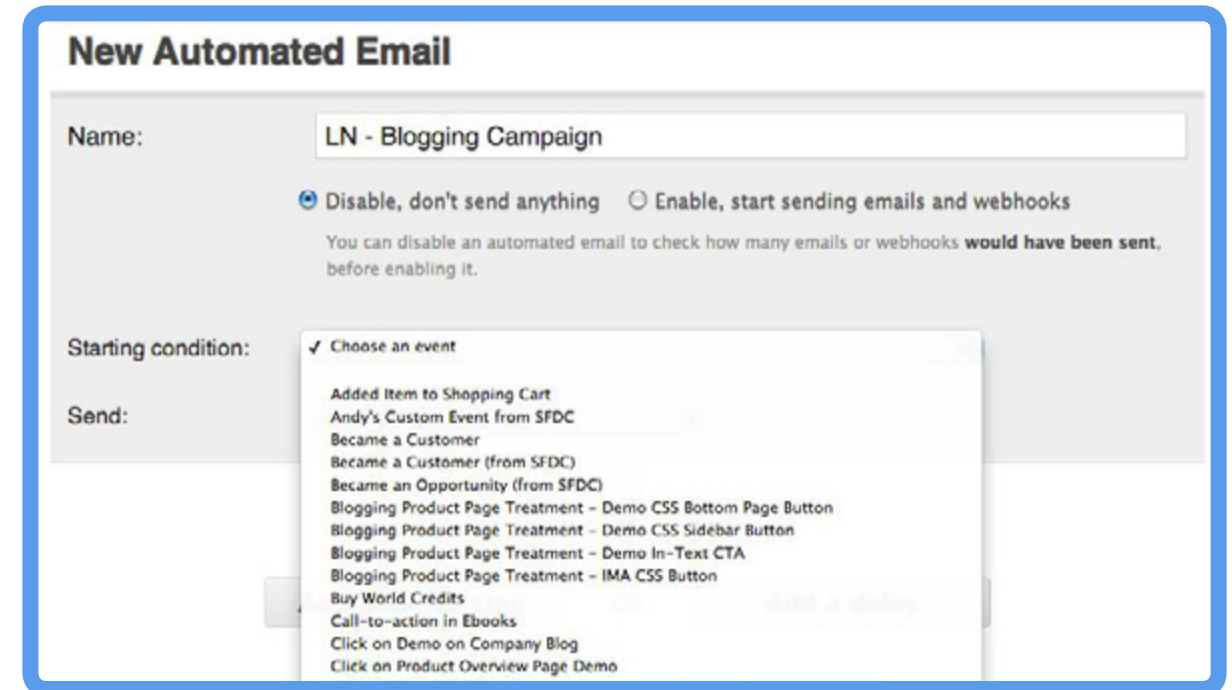 New Automated Email
Name:
LN - Blogging Campaign
Disable, don't send anything
Enable, start sending emails and webhooks
You can disable an automated email to check how many emails or webhooks would have been sent,
before enabling it.
Starting condition:
✓ Choose an event
Added Item to Shopping Cart
Send:
Andy's Custom Event from SFDC
Became a Customer
Became a Customer (from SFDC)
Became an Opportunity (from SFDC)
Blogging Product Page Treatment – Demo CSS Bottom Page Button
Blogging Product Page Treatment – Demo CSS Sidebar Button
Blogging Product Page Treatment – Demo In-Text CTA
Blogging Product Page Treatment – IMA CSS Button
Buy World Credits
Add a delay
Call-to-action in Ebooks
Click on Demo on Company Blog
Click on Product Overview Page Demo